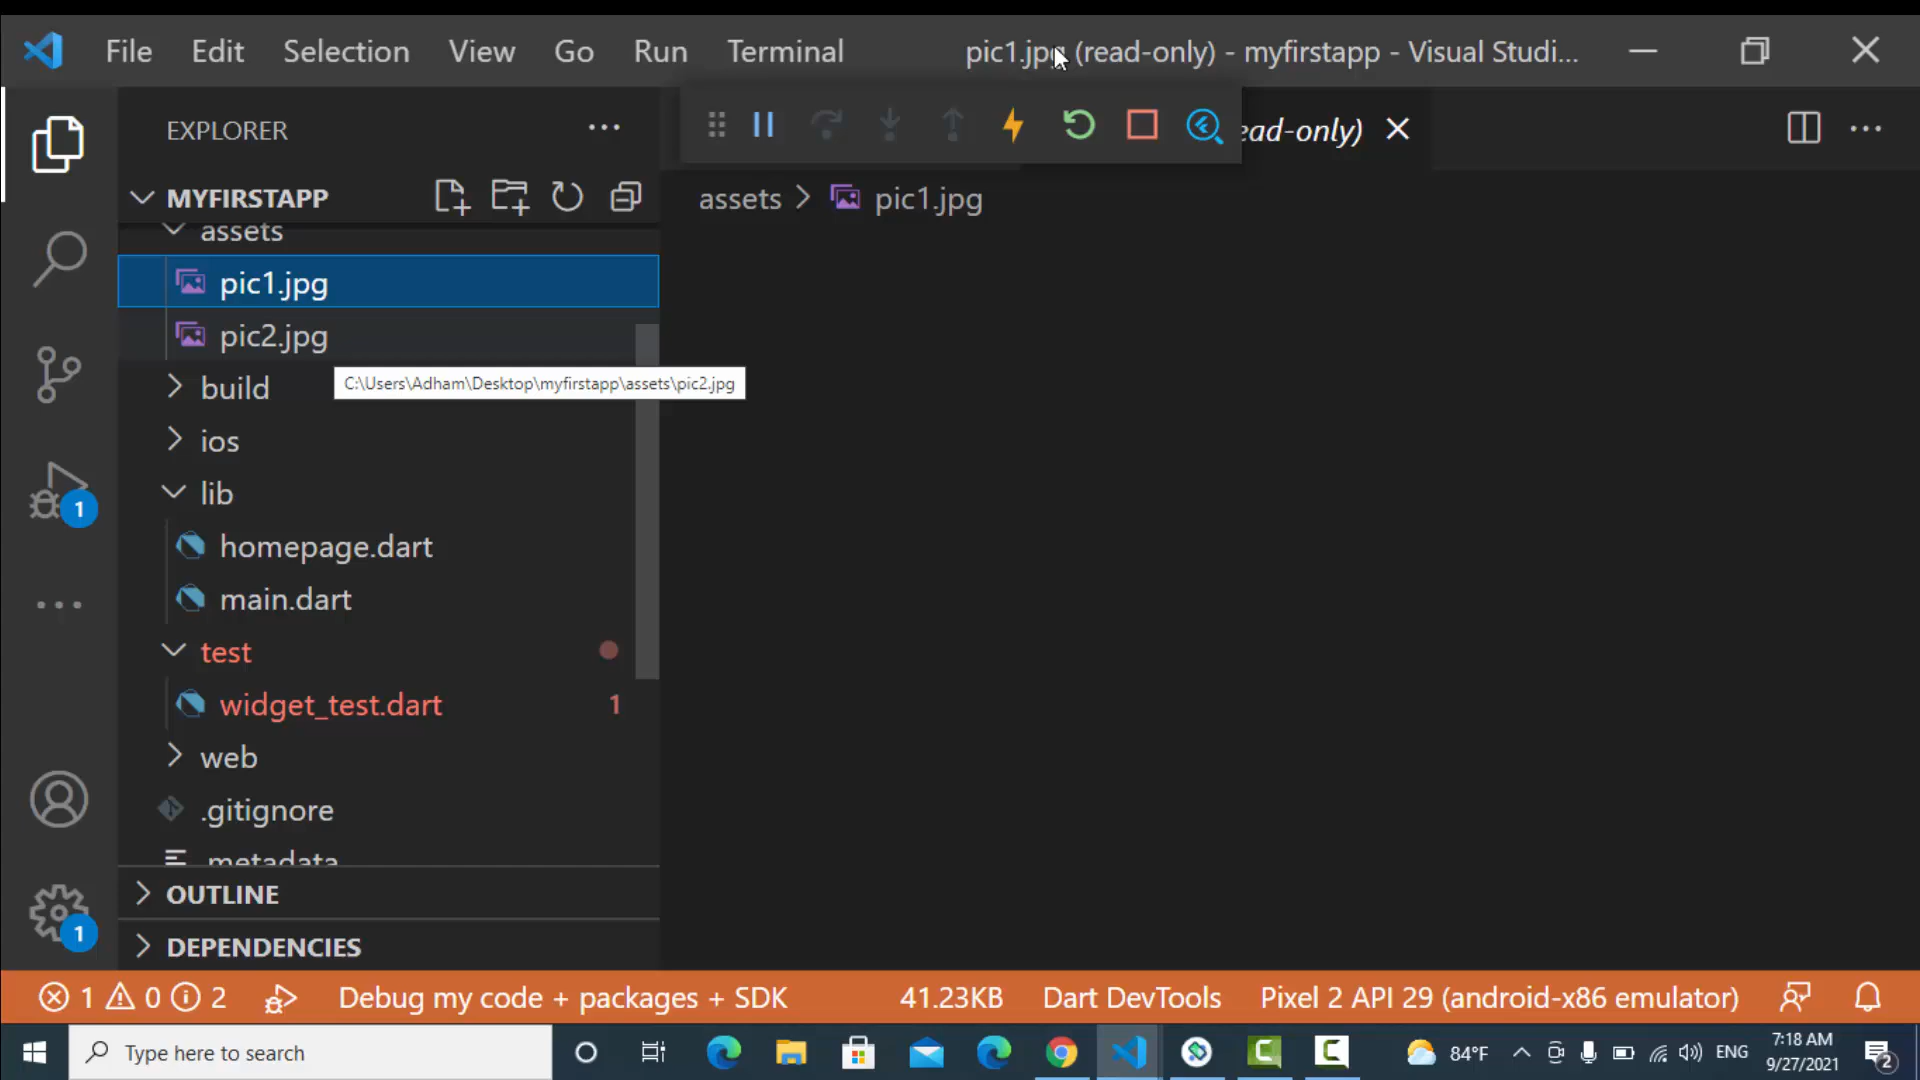 File Edit Selection View Go Run Terminal pic1.jpg (read-only) - myfirstapp - Visual Studi...
EXPLORER
ead-only)
MYFIRSTAPP
assets > pic1.jpg
assets
pic1.jpg
pic2.jpg
C:\Users\Adham\Desktop\myfirstapp\assets\pic2.jpg
build
ios
lib
homepage.dart
main.dart
test
widget_test.dart 1
web
.gitignore
.metadata
OUTLINE
DEPENDENCIES
1
1
1 0 2 Debug my code + packages + SDK 41.23KB Dart DevTools Pixel 2 API 29 (android-x86 emulator)
Type here to search
84°F ENG
7:18 AM
9/27/2021
2